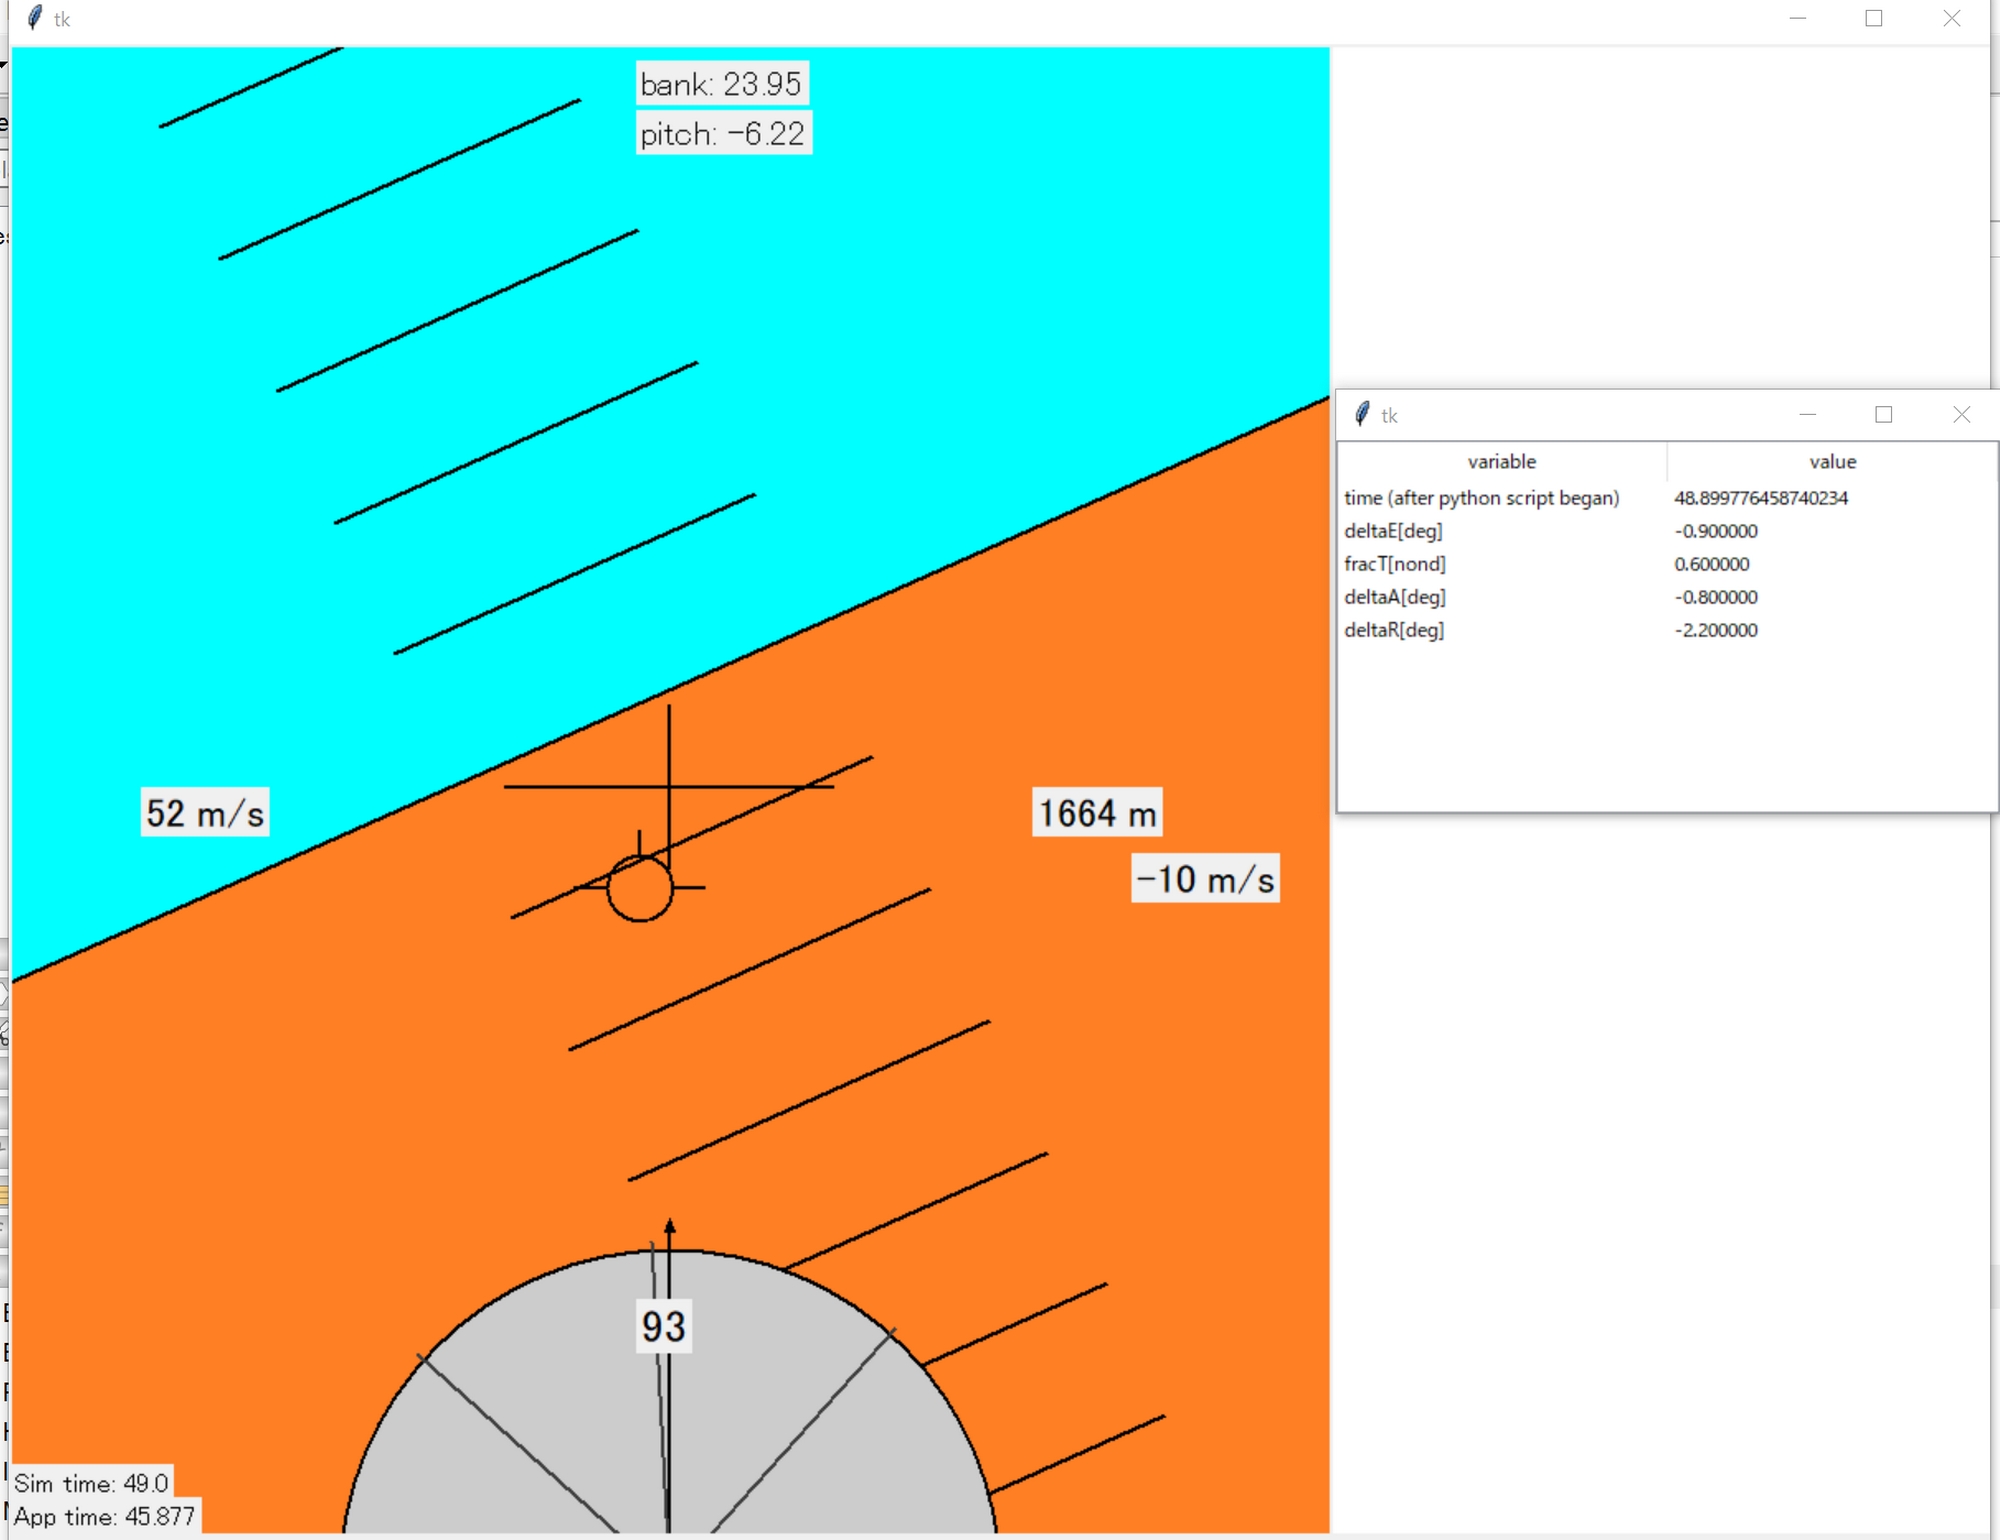 tk
bank: 23.95
pitch: -6.22
52 m/s
1664 m
-10 m/s
93
Sim time: 49.0
App time: 45.877
tk
variable value
time (after python script began) 48.899776458740234
deltaE[deg] -0.900000
fracT[nond] 0.600000
deltaA[deg] -0.800000
deltaR[deg] -2.200000